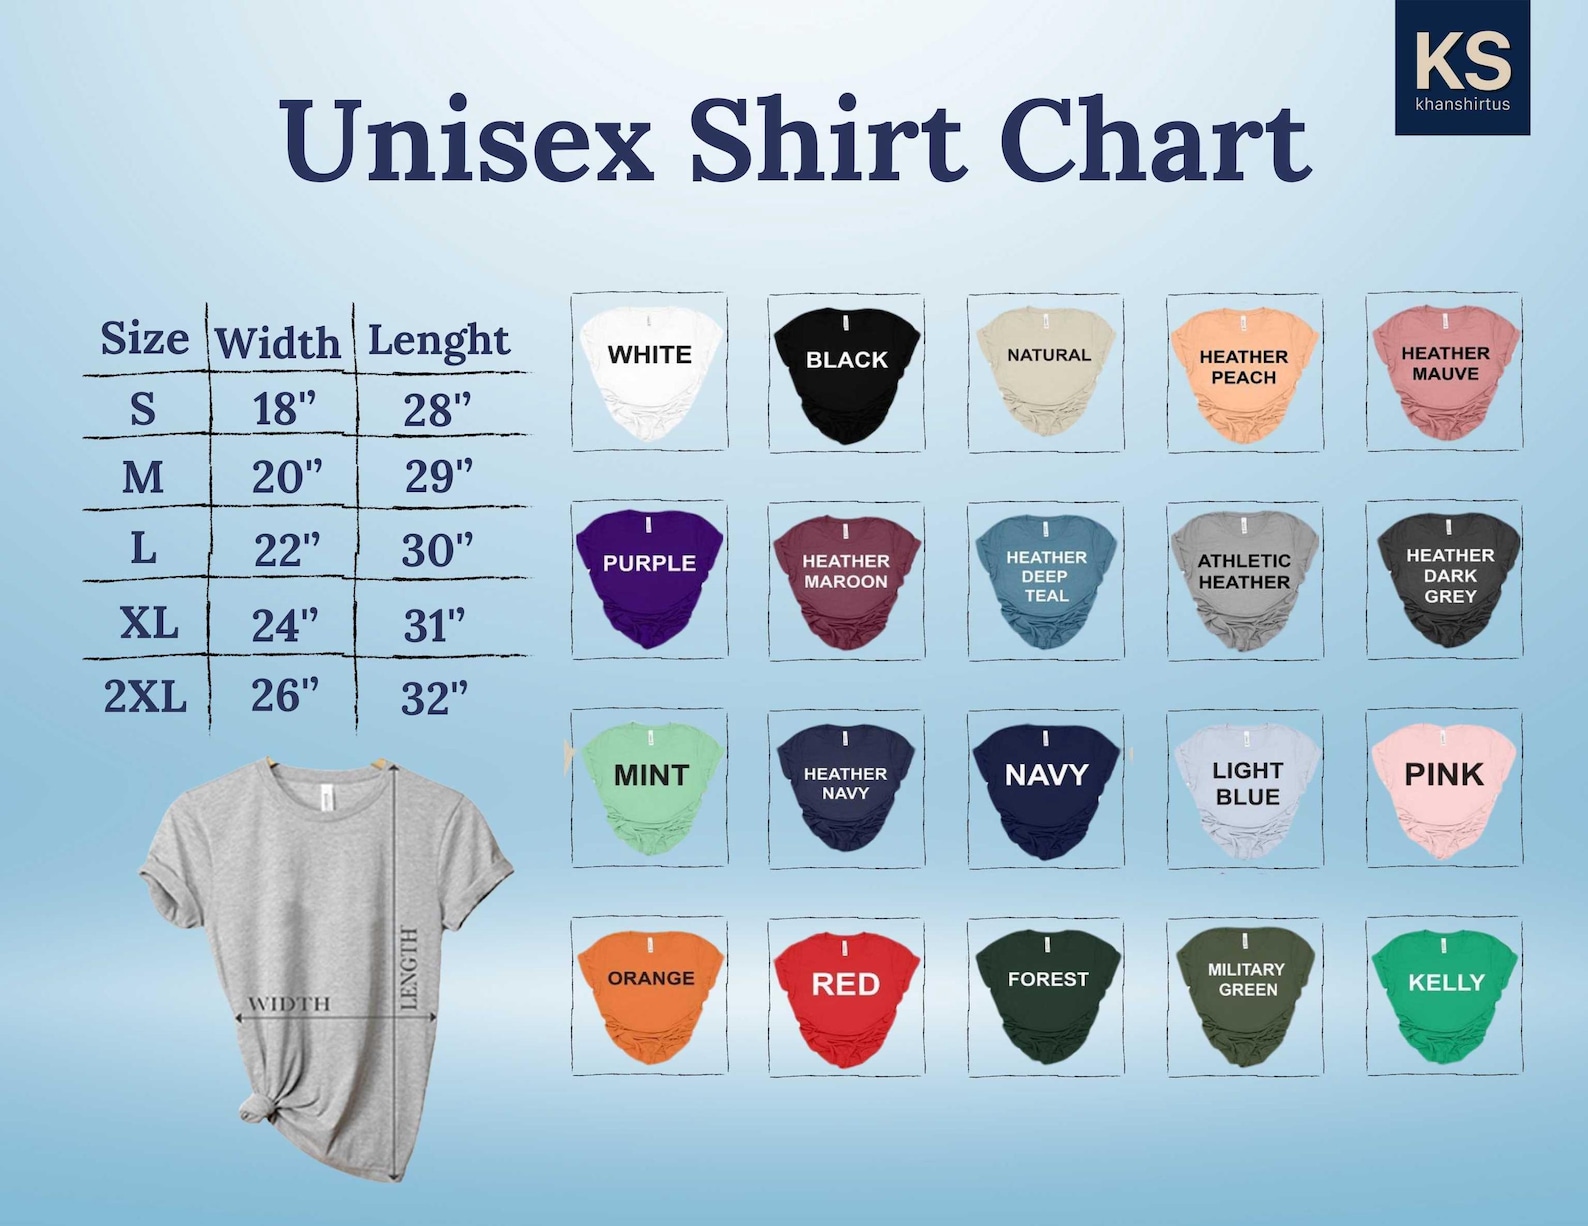 KS
khanshirtus
Unisex Shirt Chart
Size Width Lenght
S 18" 28"
M 20" 29"
L 22" 30"
XL 24" 31"
2XL 26" 32"
WIDTH
LENGTH
WHITE
BLACK
NATURAL
HEATHER
PEACH
HEATHER
MAUVE
PURPLE
HEATHER
MAROON
HEATHER
DEEP
TEAL
ATHLETIC
HEATHER
HEATHER
DARK
GREY
MINT
HEATHER
NAVY
NAVY
LIGHT
BLUE
PINK
ORANGE
RED
FOREST
MILITARY
GREEN
KELLY